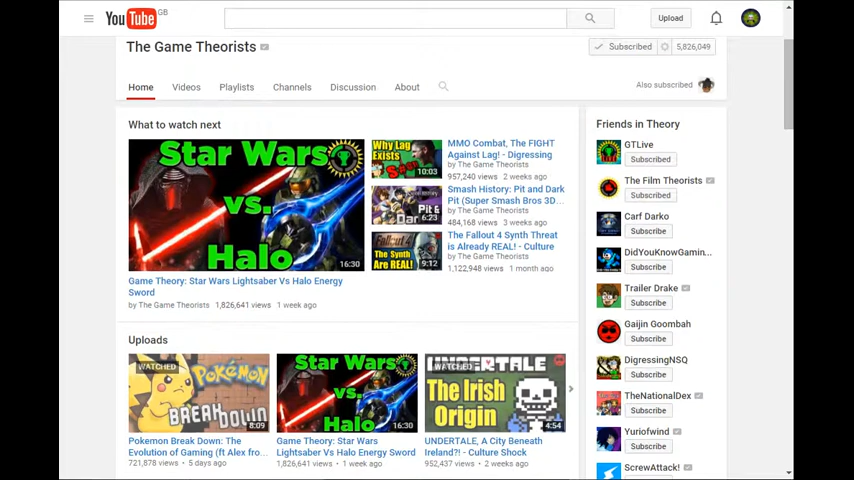 YouTube GB
Upload
The Game Theorists
Subscribed 5,826,049
Home Videos Playlists Channels Discussion About
Also subscribed
What to watch next
Star Wars
vs.
Halo
16:30
Game Theory: Star Wars Lightsaber Vs Halo Energy
Sword
by The Game Theorists 1,826,641 views 1 week ago
Why Lag
Exists
10:03
MMO Combat, The FIGHT
Against Lag! - Digressing
by The Game Theorists
957,240 views 2 weeks ago
Pit &
Dar
6:23
Smash History: Pit and Dark
Pit (Super Smash Bros 3D...
by The Game Theorists
484,168 views 3 weeks ago
Fallout 4
The Synth
Are REAL!
9:12
The Fallout 4 Synth Threat
is Already REAL! - Culture
by The Game Theorists
1,122,948 views 1 month ago
Uploads
WATCHED
POKéMON
BREAKDOWN
8:09
Pokemon Break Down: The
Evolution of Gaming (ft Alex fro...
721,878 views 5 days ago
Star Wars
vs.
Halo
16:30
Game Theory: Star Wars
Lightsaber Vs Halo Energy Sword
1,826,641 views 1 week ago
UNDERTALE
WATCHED
The Irish
Origin
4:54
UNDERTALE, A City Beneath
Ireland?! - Culture Shock
952,437 views 2 weeks ago
Friends in Theory
GTLive
Subscribed
The Film Theorists
Subscribed
Carf Darko
Subscribe
DidYouKnowGamin...
Subscribe
Trailer Drake
Subscribe
Gaijin Goombah
Subscribe
DigressingNSQ
Subscribe
TheNationalDex
Subscribe
Yuriofwind
Subscribe
ScrewAttack!